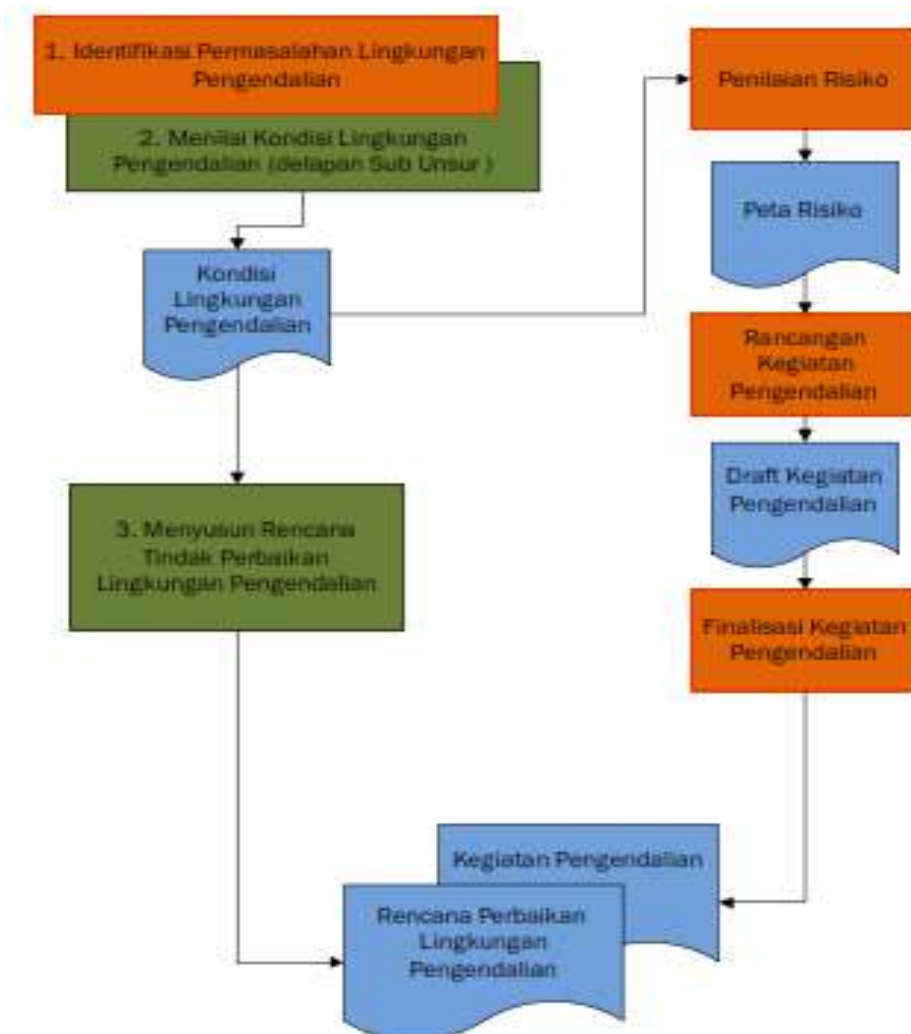 1. Identifikasi Permasalahan Lingkungan
Pengendalian
2. Menilai Kondisi Lingkungan
Pengendalian (delapan Sub Unsur )
Kondisi
Lingkungan
Pengendalian
3. Menyusun Rencana
Tindak Perbaikan
Lingkungan Pengendalian
Penilaian Risiko
Peta Risiko
Rancangan
Kegiatan
Pengendalian
Draft Kegiatan
Pengendalian
Finalisasi Kegiatan
Pengendalian
Kegiatan Pengendalian
Rencana Perbaikan
Lingkungan
Pengendalian